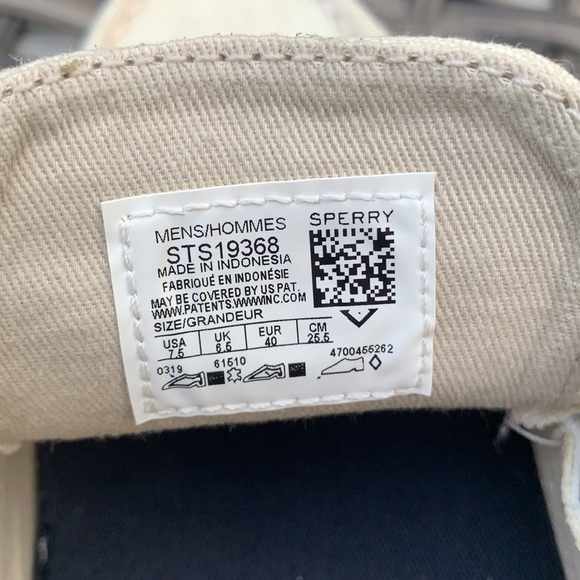 MENS/HOMMES
SPERRY
STS19368
MADE IN INDONESIA
FABRIQUÉ EN INDONÉSIE
MAY BE COVERED BY US PAT.
WWW.PATENTS.WWWINC.COM
SIZE/GRANDEUR
USA UK EUR CM
7.5 6.5 40 25.5
0319 61510 4700455262